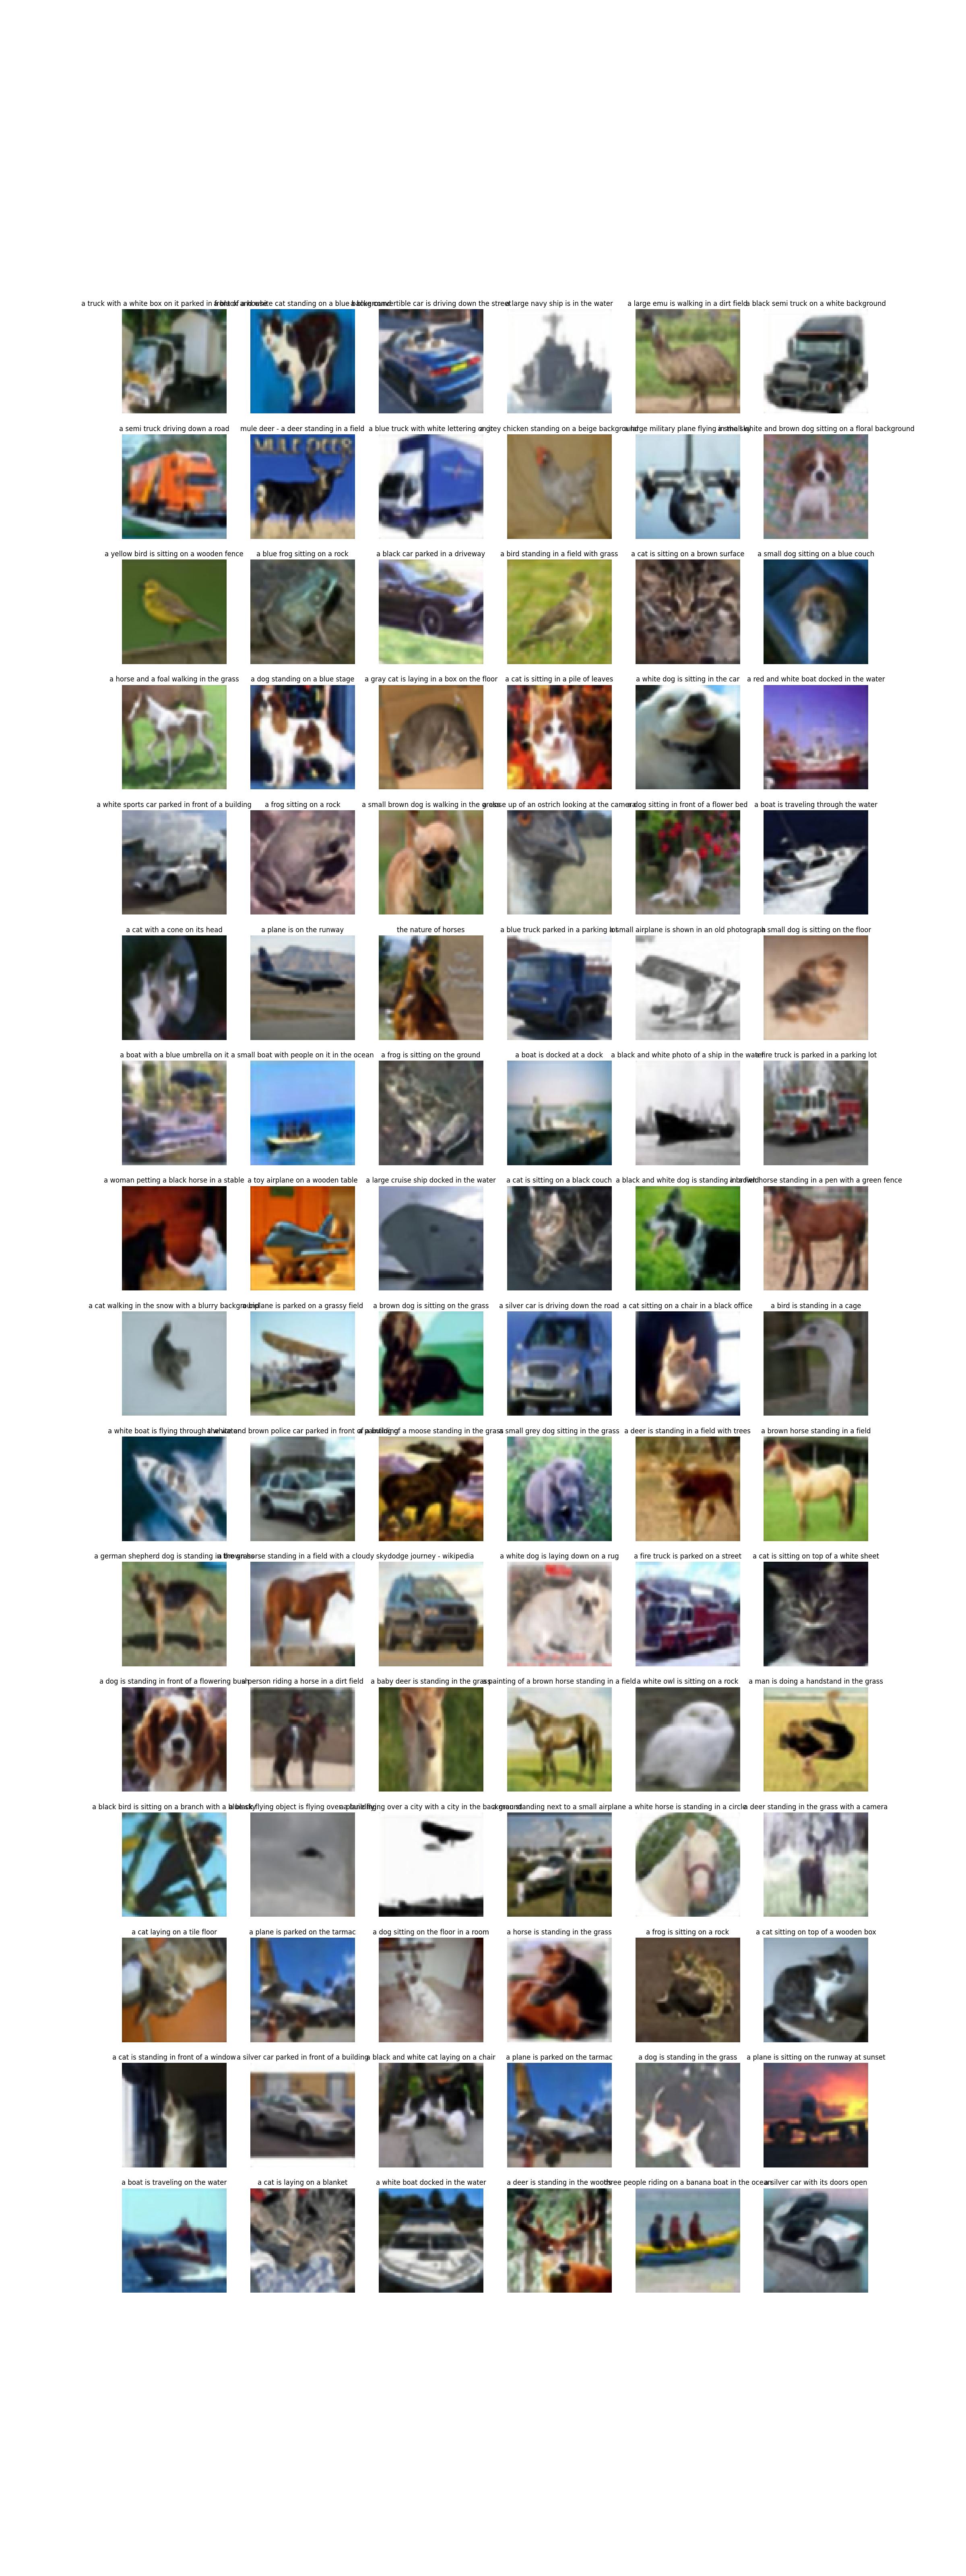 a truck with a white box on it parked in front of a house
a black and white cat standing on a blue background
a blue convertible car is driving down the street
a large navy ship is in the water
a large emu is walking in a dirt field
a black semi truck on a white background
a semi truck driving down a road
mule deer - a deer standing in a field
a blue truck with white lettering on it
a grey chicken standing on a beige background
a large military plane flying in the sky
a small white and brown dog sitting on a floral background
MULE DEER
a yellow bird is sitting on a wooden fence
a blue frog sitting on a rock
a black car parked in a driveway
a bird standing in a field with grass
a cat is sitting on a brown surface
a small dog sitting on a blue couch
a horse and a foal walking in the grass
a dog standing on a blue stage
a gray cat is laying in a box on the floor
a cat is sitting in a pile of leaves
a white dog is sitting in the car
a red and white boat docked in the water
a white sports car parked in front of a building
a frog sitting on a rock
a small brown dog is walking in the grass
a close up of an ostrich looking at the camera
a dog sitting in front of a flower bed
a boat is traveling through the water
a cat with a cone on its head
a plane is on the runway
the nature of horses
a blue truck parked in a parking lot
a small airplane is shown in an old photograph
a small dog is sitting on the floor
a boat with a blue umbrella on it
a small boat with people on it in the ocean
a frog is sitting on the ground
a boat is docked at a dock
a black and white photo of a ship in the water
a fire truck is parked in a parking lot
a woman petting a black horse in a stable
a toy airplane on a wooden table
a large cruise ship docked in the water
a cat is sitting on a black couch
a black and white dog is standing in a field
a brown horse standing in a pen with a green fence
a cat walking in the snow with a blurry background
a biplane is parked on a grassy field
a brown dog is sitting on the grass
a silver car is driving down the road
a cat sitting on a chair in a black office
a bird is standing in a cage
a white boat is flying through the water
a white and brown police car parked in front of a building
a painting of a moose standing in the grass
a small grey dog sitting in the grass
a deer is standing in a field with trees
a brown horse standing in a field
a german shepherd dog is standing in the grass
a brown horse standing in a field with a cloudy sky
dodge journey - wikipedia
a white dog is laying down on a rug
a fire truck is parked on a street
a cat is sitting on top of a white sheet
a dog is standing in front of a flowering bush
a person riding a horse in a dirt field
a baby deer is standing in the grass
a painting of a brown horse standing in a field
a white owl is sitting on a rock
a man is doing a handstand in the grass
a black bird is sitting on a branch with a blue sky
a black flying object is flying over a building
a plane flying over a city with a city in the background
a man standing next to a small airplane
a white horse is standing in a circle
a deer standing in the grass with a camera
a cat laying on a tile floor
a plane is parked on the tarmac
a dog sitting on the floor in a room
a horse is standing in the grass
a frog is sitting on a rock
a cat sitting on top of a wooden box
a cat is standing in front of a window
a silver car parked in front of a building
a black and white cat laying on a chair
a plane is parked on the tarmac
a dog is standing in the grass
a plane is sitting on the runway at sunset
a boat is traveling on the water
a cat is laying on a blanket
a white boat docked in the water
a deer is standing in the woods
three people riding on a banana boat in the ocean
a silver car with its doors open